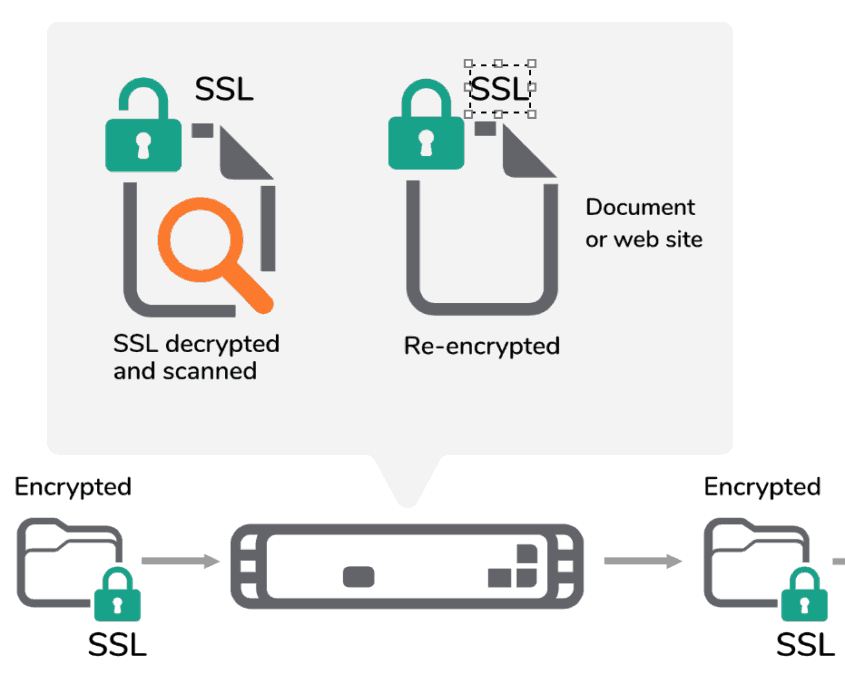 SSL
SSL
Document
or web site
SSL decrypted
and scanned
Re-encrypted
Encrypted
Encrypted
SSL
SSL